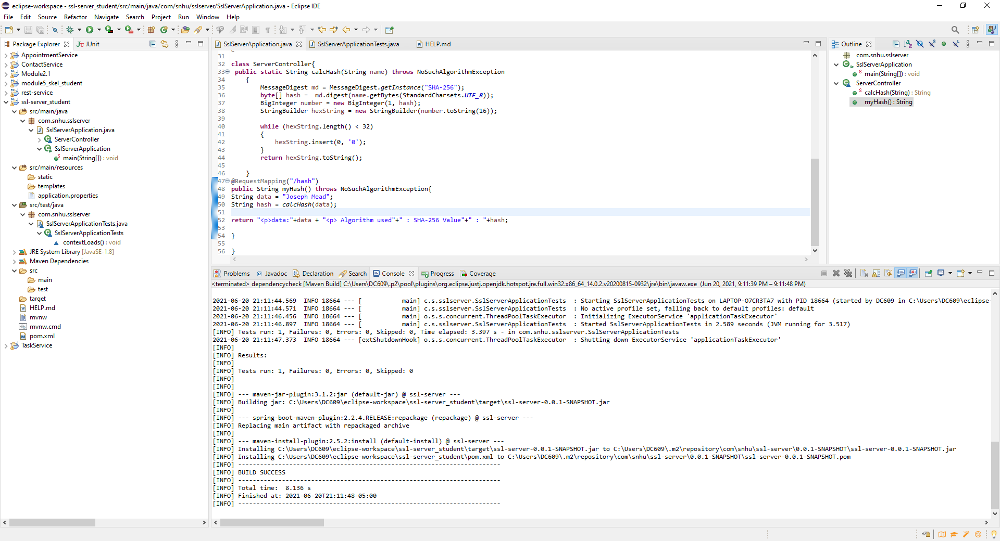 eclipse-workspace - ssl-server_student/src/main/java/com/snhu/sslserver/SslServerApplication.java - Eclipse IDE
File Edit Source Refactor Navigate Search Project Run Window Help
Package Explorer
JUnit
AppointmentService
ContactService
Module2.1
module5_skel_student
rest-service
ssl-server_student
src/main/java
com.snhu.sslserver
SslServerApplication.java
ServerController
SslServerApplication
main(String[]) : void
src/main/resources
static
templates
application.properties
src/test/java
com.snhu.sslserver
SslServerApplicationTests.java
SslServerApplicationTests
contextLoads() : void
JRE System Library [JavaSE-1.8]
Maven Dependencies
src
main
test
target
HELP.md
mvnw
mvnw.cmd
pom.xml
TaskService
SslServerApplication.java
SslServerApplicationTests.java
HELP.md
31
32 class ServerController{
33 public static String calcHash(String name) throws NoSuchAlgorithmException
34 {
35 MessageDigest md = MessageDigest.getInstance("SHA-256");
36 byte[] hash =  md.digest(name.getBytes(StandardCharsets.UTF_8));
37 BigInteger number = new BigInteger(1, hash);
38 StringBuilder hexString = new StringBuilder(number.toString(16));
39
40 while (hexString.length() < 32)
41 {
42 hexString.insert(0, '0');
43 }
44 return hexString.toString();
45
46 }
47 @RequestMapping("/hash")
48 public String myHash() throws NoSuchAlgorithmException{
49 String data = "Joseph Mead";
50 String hash = calcHash(data);
51
52 return "<p>data:"+data + "<p> Algorithm used"+" : SHA-256 Value"+" : "+hash;
53
54 }
55
56 }
Outline
com.snhu.sslserver
SslServerApplication
main(String[]) : void
ServerController
calcHash(String) : String
myHash() : String
Problems @ Javadoc Declaration Search Console Progress Coverage
<terminated> dependencycheck [Maven Build] C:\Users\DC609\.p2\pool\plugins\org.eclipse.justj.openjdk.hotspot.jre.full.win32.x86_64_14.0.2.v20200815-0932\jre\bin\javaw.exe (Jun 20, 2021, 9:11:39 PM – 9:11:48 PM)
2021-06-20 21:11:44.569  INFO 18664 --- [           main] c.s.sslserver.SslServerApplicationTests  : Starting SslServerApplicationTests on LAPTOP-O7CR3TA7 with PID 18664 (started by DC609 in C:\Users\DC609\eclipse-
2021-06-20 21:11:44.571  INFO 18664 --- [           main] c.s.sslserver.SslServerApplicationTests  : No active profile set, falling back to default profiles: default
2021-06-20 21:11:46.456  INFO 18664 --- [           main] o.s.s.concurrent.ThreadPoolTaskExecutor  : Initializing ExecutorService 'applicationTaskExecutor'
2021-06-20 21:11:46.897  INFO 18664 --- [           main] c.s.sslserver.SslServerApplicationTests  : Started SslServerApplicationTests in 2.589 seconds (JVM running for 3.517)
[INFO] Tests run: 1, Failures: 0, Errors: 0, Skipped: 0, Time elapsed: 3.397 s - in com.snhu.sslserver.SslServerApplicationTests
2021-06-20 21:11:47.373  INFO 18664 --- [extShutdownHook] o.s.s.concurrent.ThreadPoolTaskExecutor  : Shutting down ExecutorService 'applicationTaskExecutor'
[INFO]
[INFO] Results:
[INFO]
[INFO] Tests run: 1, Failures: 0, Errors: 0, Skipped: 0
[INFO]
[INFO]
[INFO] --- maven-jar-plugin:3.1.2:jar (default-jar) @ ssl-server ---
[INFO] Building jar: C:\Users\DC609\eclipse-workspace\ssl-server_student\target\ssl-server-0.0.1-SNAPSHOT.jar
[INFO]
[INFO] --- spring-boot-maven-plugin:2.2.4.RELEASE:repackage (repackage) @ ssl-server ---
[INFO] Replacing main artifact with repackaged archive
[INFO]
[INFO] --- maven-install-plugin:2.5.2:install (default-install) @ ssl-server ---
[INFO] Installing C:\Users\DC609\eclipse-workspace\ssl-server_student\target\ssl-server-0.0.1-SNAPSHOT.jar to C:\Users\DC609\.m2\repository\com\snhu\ssl-server\0.0.1-SNAPSHOT\ssl-server-0.0.1-SNAPSHOT.jar
[INFO] Installing C:\Users\DC609\eclipse-workspace\ssl-server_student\pom.xml to C:\Users\DC609\.m2\repository\com\snhu\ssl-server\0.0.1-SNAPSHOT\ssl-server-0.0.1-SNAPSHOT.pom
[INFO] ------------------------------------------------------------------------
[INFO] BUILD SUCCESS
[INFO] ------------------------------------------------------------------------
[INFO] Total time:  8.136 s
[INFO] Finished at: 2021-06-20T21:11:48-05:00
[INFO] ------------------------------------------------------------------------